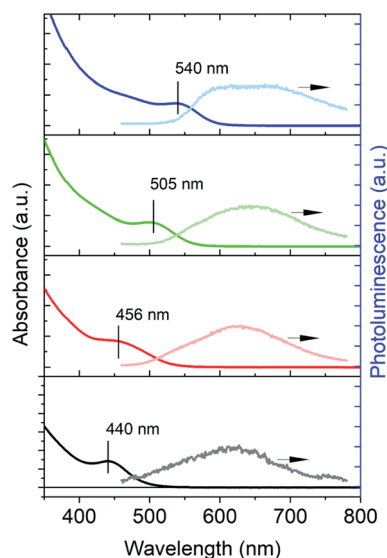 540 nm
505 nm
456 nm
440 nm
Absorbance (a.u.)
Photoluminescence (a.u.)
400 500 600 700 800
Wavelength (nm)